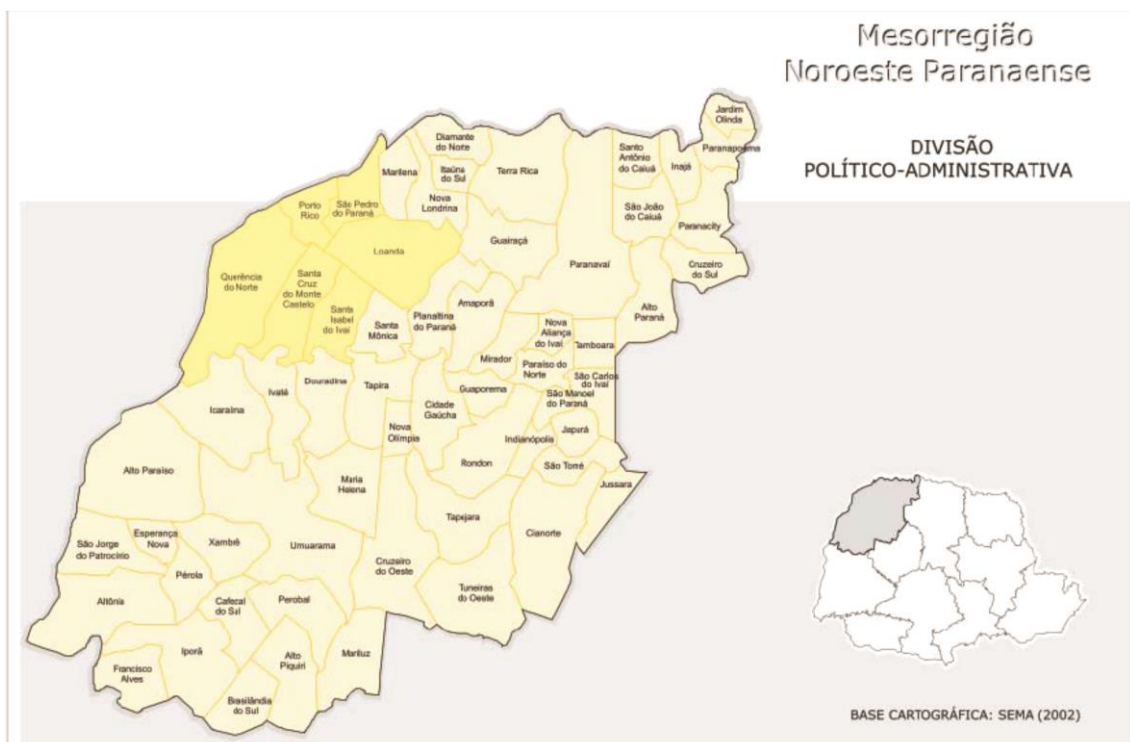 Mesorregião
Noroeste Paranaense
DIVISÃO
POLÍTICO-ADMINISTRATIVA
Jardim
Olinda
Paranapoema
Diamante
do Norte
Santo
Antônio
do Caiuá
Inajá
Marilena
Itaúna
do Sul
Terra Rica
Nova
Londrina
São João
do Caiuá
Paranacity
Porto
Rico
São Pedro
do Paraná
Loanda
Guairaçá
Paranavaí
Cruzeiro
do Sul
Querência
do Norte
Santa
Cruz
do Monte
Castelo
Santa
Isabel
do Ivaí
Santa
Mônica
Planaltina
do Paraná
Amaporã
Alto
Paraná
Nova
Aliança
do Ivaí
Tamboara
Mirador
Paraíso do
Norte
São Carlos
do Ivaí
São Manoel
do Paraná
Guaporema
Icaraíma
Ivaté
Douradina
Tapira
Cidade
Gaúcha
Nova
Olímpia
Indianópolis
Japurá
Rondon
São Tomé
Jussara
Alto Paraíso
Maria
Helena
Tapejara
Cianorte
São Jorge
do Patrocínio
Esperança
Nova
Xambrê
Umuarama
Cruzeiro
do Oeste
Tuneiras
do Oeste
Pérola
Altônia
Cafezal
do Sul
Perobal
Iporã
Alto
Piquiri
Mariluz
Francisco
Alves
Brasilândia
do Sul
BASE CARTOGRÁFICA: SEMA (2002)